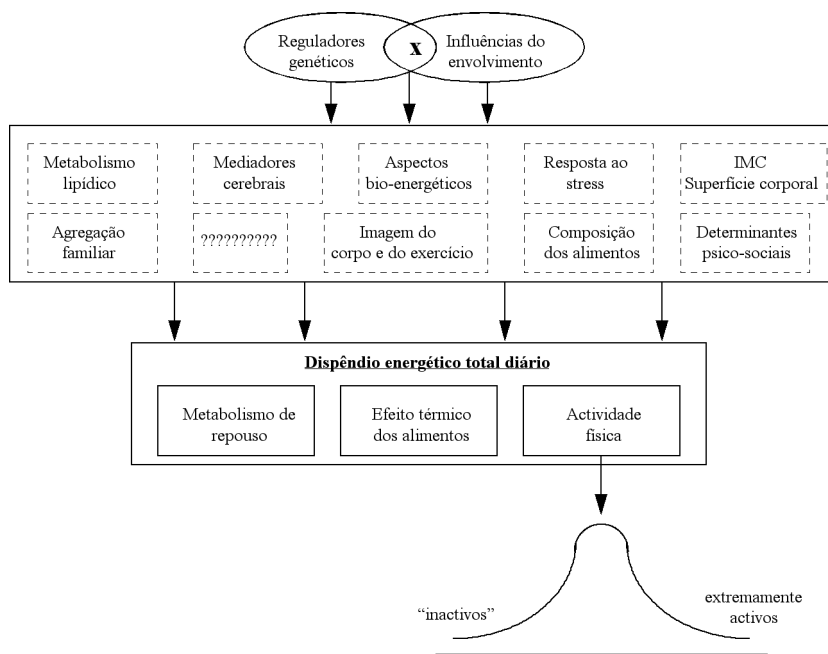 Reguladores
genéticos
x
Influências do
envolvimento
Metabolismo
lipídico
Mediadores
cerebrais
Aspectos
bio-energéticos
Resposta ao
stress
IMC
Superfície corporal
Agregação
familiar
??????????
Imagem do
corpo e do exercício
Composição
dos alimentos
Determinantes
psico-sociais
Dispêndio energético total diário
Metabolismo de
repouso
Efeito térmico
dos alimentos
Actividade
física
“inactivos”
extremamente
activos